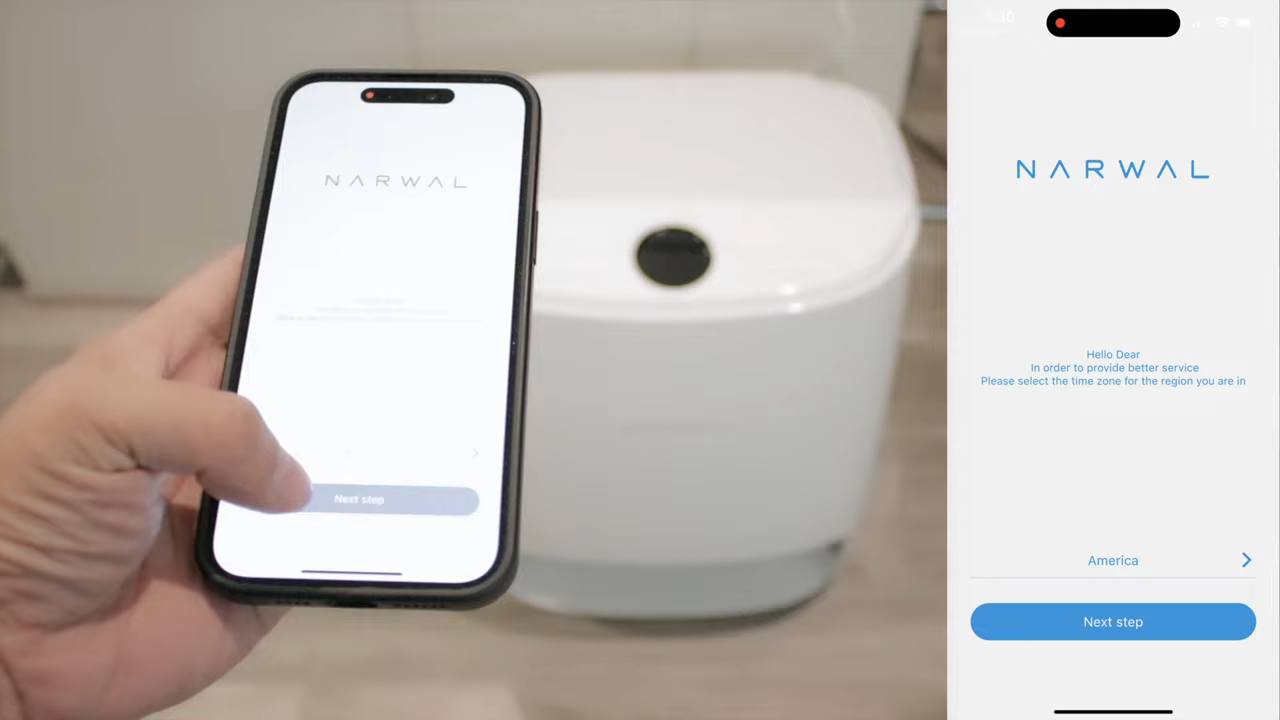 NARWAL
Next step
NARWAL
Hello Dear
In order to provide better service
Please select the time zone for the region you are in
America
Next step